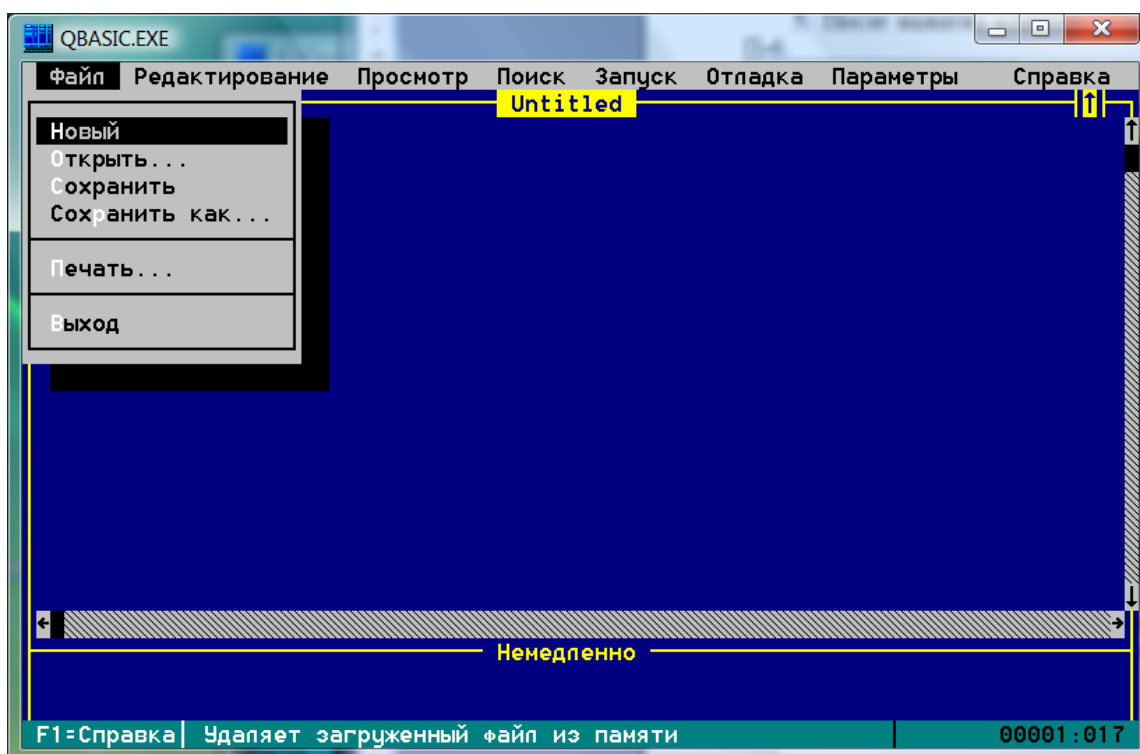 QBASIC.EXE
Файл Редактирование Просмотр Поиск Запуск Отладка Параметры Справка
Untitled
Новый
Открыть...
Сохранить
Сохранить как...
Печать...
Выход
Немедленно
F1=Справка Удаляет загруженный файл из памяти 00001:017